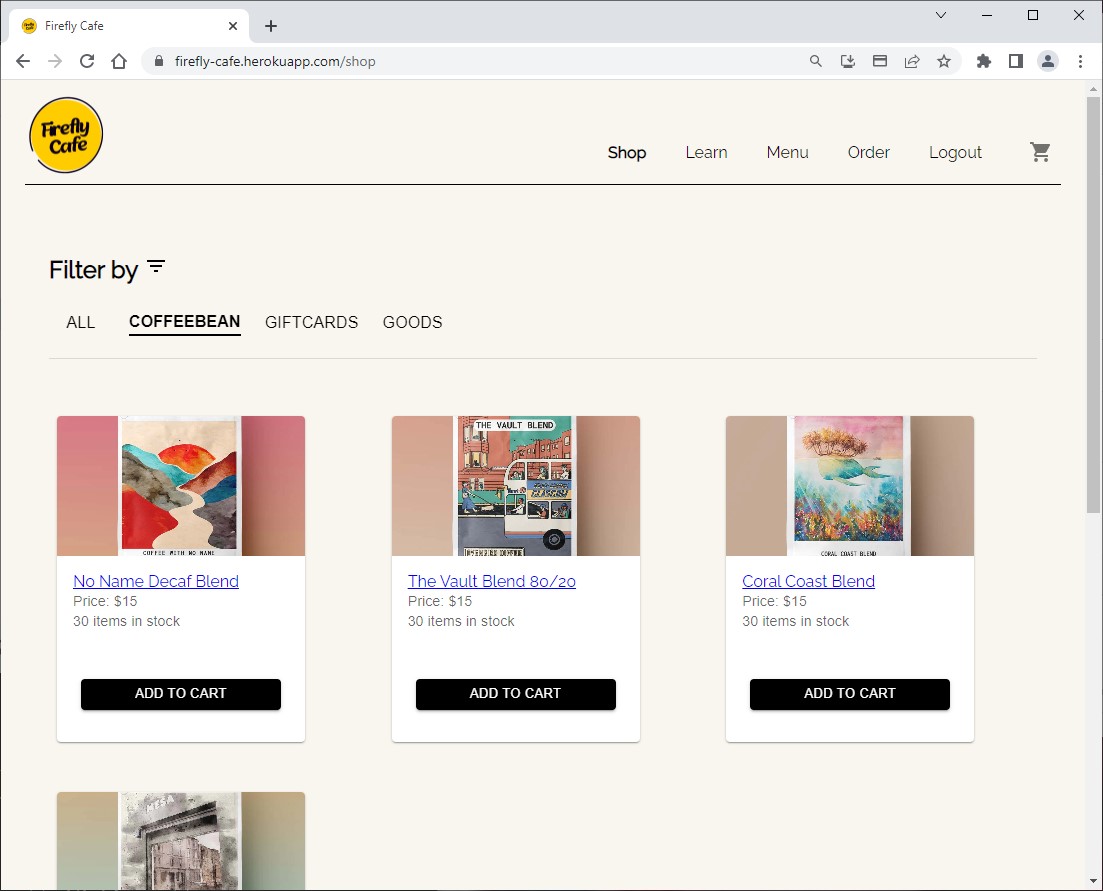 Firefly Cafe
firefly-cafe.herokuapp.com/shop
Firefly
Cafe
Shop Learn Menu Order Logout
Filter by
ALL COFFEEBEAN GIFTCARDS GOODS
THE VAULT BLEND
COFFEE WITH NO NAME
CORAL COAST BLEND
No Name Decaf Blend
Price: $15
30 items in stock
ADD TO CART
The Vault Blend 80/20
Price: $15
30 items in stock
ADD TO CART
Coral Coast Blend
Price: $15
30 items in stock
ADD TO CART